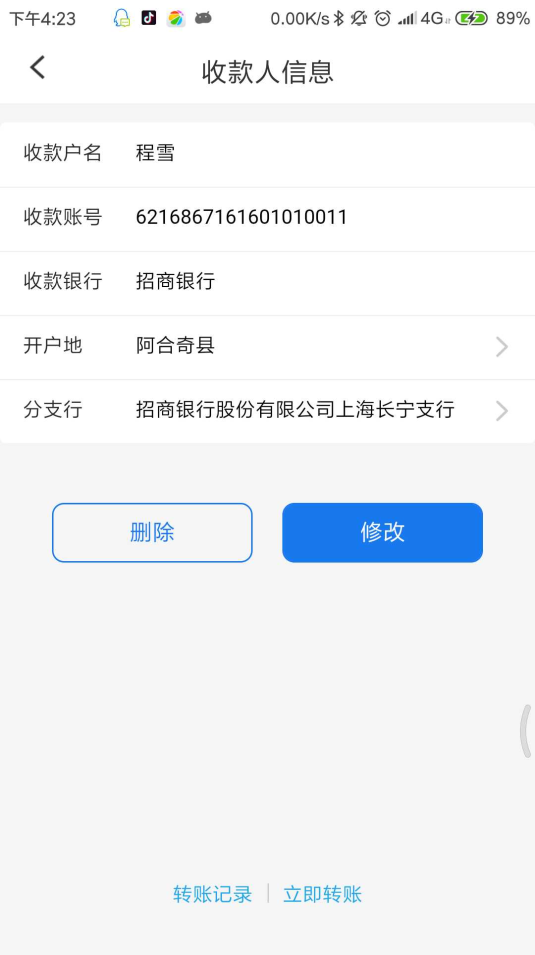 下午4:23 0.00K/s 4G 89%
收款人信息
收款户名 程雪
收款账号 6216867161601010011
收款银行 招商银行
开户地 阿合奇县
分支行 招商银行股份有限公司上海长宁支行
删除 修改
转账记录 立即转账